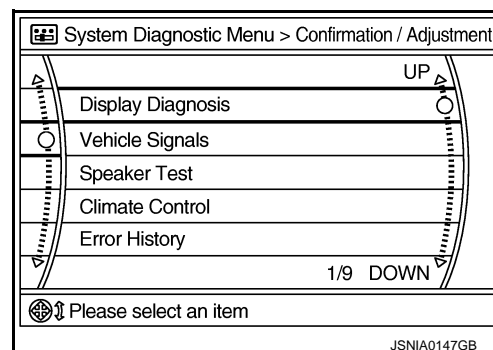 System Diagnostic Menu > Confirmation / Adjustment
UP
Display Diagnosis
Vehicle Signals
Speaker Test
Climate Control
Error History
1/9 DOWN
Please select an item
JSNIA0147GB